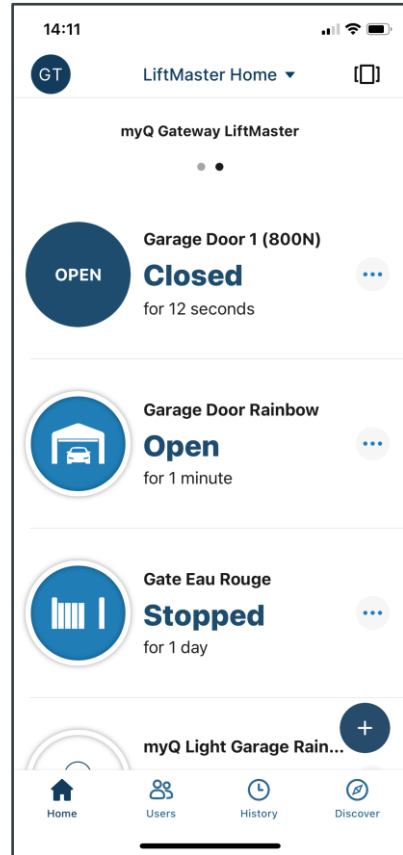 14:11
GT
LiftMaster Home
myQ Gateway LiftMaster
Garage Door 1 (800N)
OPEN
Closed
for 12 seconds
Garage Door Rainbow
Open
for 1 minute
Gate Eau Rouge
Stopped
for 1 day
myQ Light Garage Rain...
Home Users History Discover